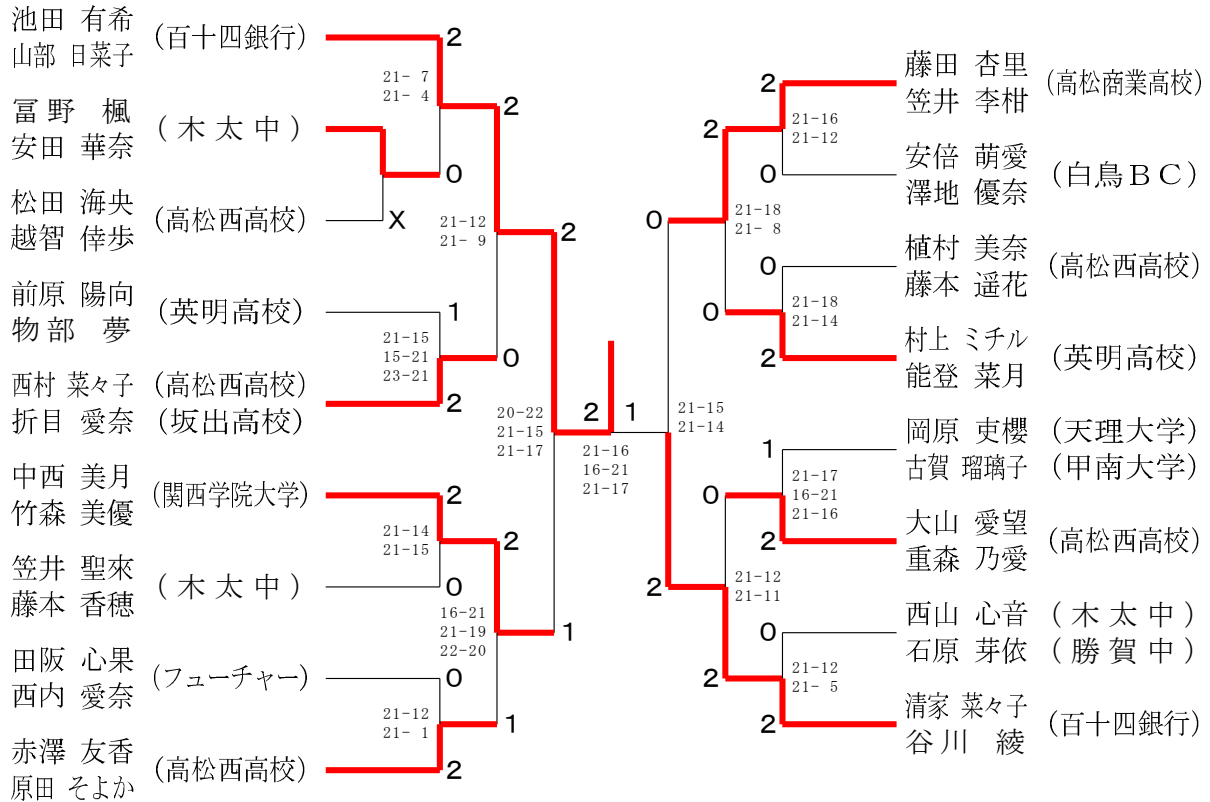 池田 有希
山部 日菜子
(百十四銀行)
2
21- 7
21- 4
2
冨野 楓
安田 華奈
(木太中)
0
松田 海央
越智 倖歩
(高松西高校)
X
21-12
21- 9
2
前原 陽向
物部 夢
(英明高校)
1
21-15
15-21
23-21
0
西村 菜々子
折目 愛奈
(高松西高校)
(坂出高校)
2
20-22
21-15
21-17
中西 美月
竹森 美優
(関西学院大学)
2
21-14
21-15
2
笠井 聖來
藤本 香穂
(木太中)
0
16-21
21-19
22-20
1
田阪 心果
西内 愛奈
(フューチャー)
0
21-12
21- 1
1
赤澤 友香
原田 そよか
(高松西高校)
2
2
1
21-16
16-21
21-17
2
藤田 杏里
笠井 李柑
(高松商業高校)
21-16
21-12
2
0
安倍 萌愛
澤地 優奈
(白鳥BC)
0
21-18
21- 8
0
植村 美奈
藤本 遥花
(高松西高校)
21-18
21-14
0
2
村上 ミチル
能登 菜月
(英明高校)
21-15
21-14
1
岡原 吏櫻
古賀 瑠璃子
(天理大学)
(甲南大学)
21-17
16-21
21-16
0
2
大山 愛望
重森 乃愛
(高松西高校)
2
21-12
21-11
0
西山 心音
石原 芽依
(木太中)
(勝賀中)
21-12
21- 5
2
2
清家 菜々子
谷川 綾
(百十四銀行)